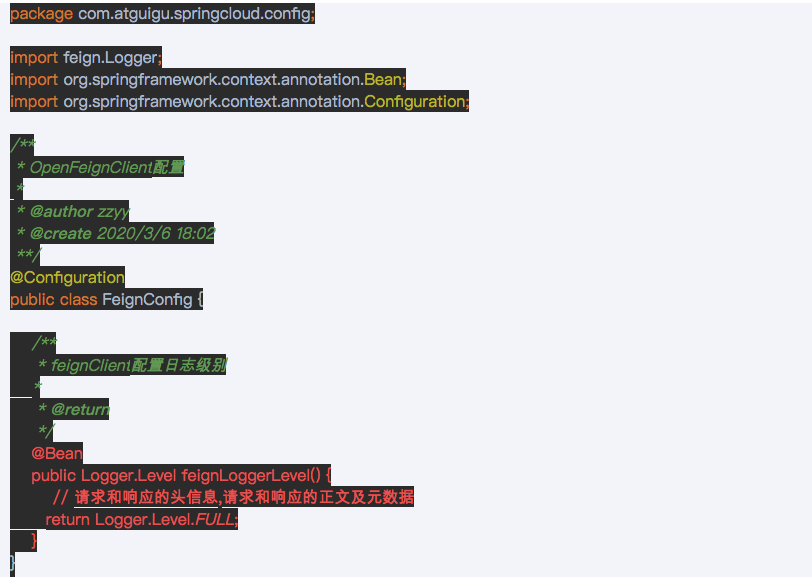 package com.atguigu.springcloud.config;
import feign.Logger;
import org.springframework.context.annotation.Bean;
import org.springframework.context.annotation.Configuration;
/**
* OpenFeignClient配置
*
* @author zzyy
* @create 2020/3/6 18:02
**/
@Configuration
public class FeignConfig {
/**
* feignClient配置日志级别
*
* @return
*/
@Bean
public Logger.Level feignLoggerLevel() {
// 请求和响应的头信息,请求和响应的正文及元数据
return Logger.Level.FULL;
}
}